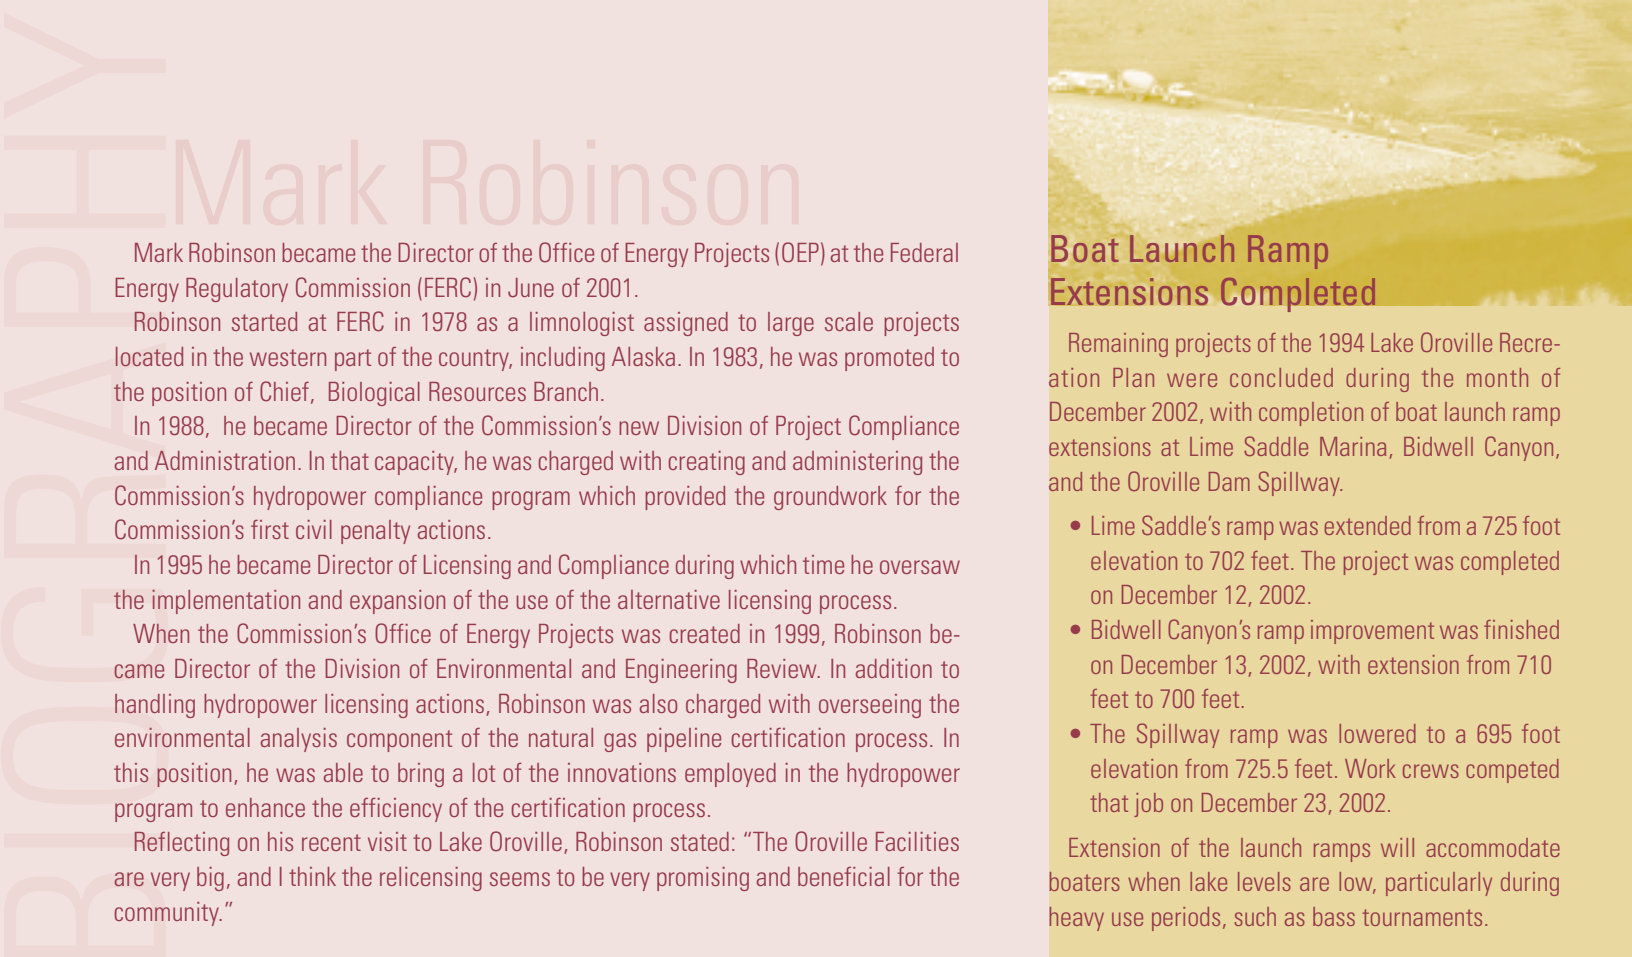 BIOGRAPHY
Mark Robinson
Mark Robinson became the Director of the Office of Energy Projects (OEP) at the Federal
Energy Regulatory Commission (FERC) in June of 2001.
Robinson started at FERC in 1978 as a limnologist assigned to large scale projects
located in the western part of the country, including Alaska. In 1983, he was promoted to
the position of Chief, Biological Resources Branch.
In 1988, he became Director of the Commission's new Division of Project Compliance
and Administration. In that capacity, he was charged with creating and administering the
Commission's hydropower compliance program which provided the groundwork for the
Commission's first civil penalty actions.
In 1995 he became Director of Licensing and Compliance during which time he oversaw
the implementation and expansion of the use of the alternative licensing process.
When the Commission's Office of Energy Projects was created in 1999, Robinson be-
came Director of the Division of Environmental and Engineering Review. In addition to
handling hydropower licensing actions, Robinson was also charged with overseeing the
environmental analysis component of the natural gas pipeline certification process. In
this position, he was able to bring a lot of the innovations employed in the hydropower
program to enhance the efficiency of the certification process.
Reflecting on his recent visit to Lake Oroville, Robinson stated: “The Oroville Facilities
are very big, and I think the relicensing seems to be very promising and beneficial for the
community.”
Boat Launch Ramp
Extensions Completed
Remaining projects of the 1994 Lake Oroville Recre-
ation Plan were concluded during the month of
December 2002, with completion of boat launch ramp
extensions at Lime Saddle Marina, Bidwell Canyon,
and the Oroville Dam Spillway.
• Lime Saddle's ramp was extended from a 725 foot
elevation to 702 feet. The project was completed
on December 12, 2002.
• Bidwell Canyon's ramp improvement was finished
on December 13, 2002, with extension from 710
feet to 700 feet.
• The Spillway ramp was lowered to a 695 foot
elevation from 725.5 feet. Work crews competed
that job on December 23, 2002.
Extension of the launch ramps will accommodate
boaters when lake levels are low, particularly during
heavy use periods, such as bass tournaments.